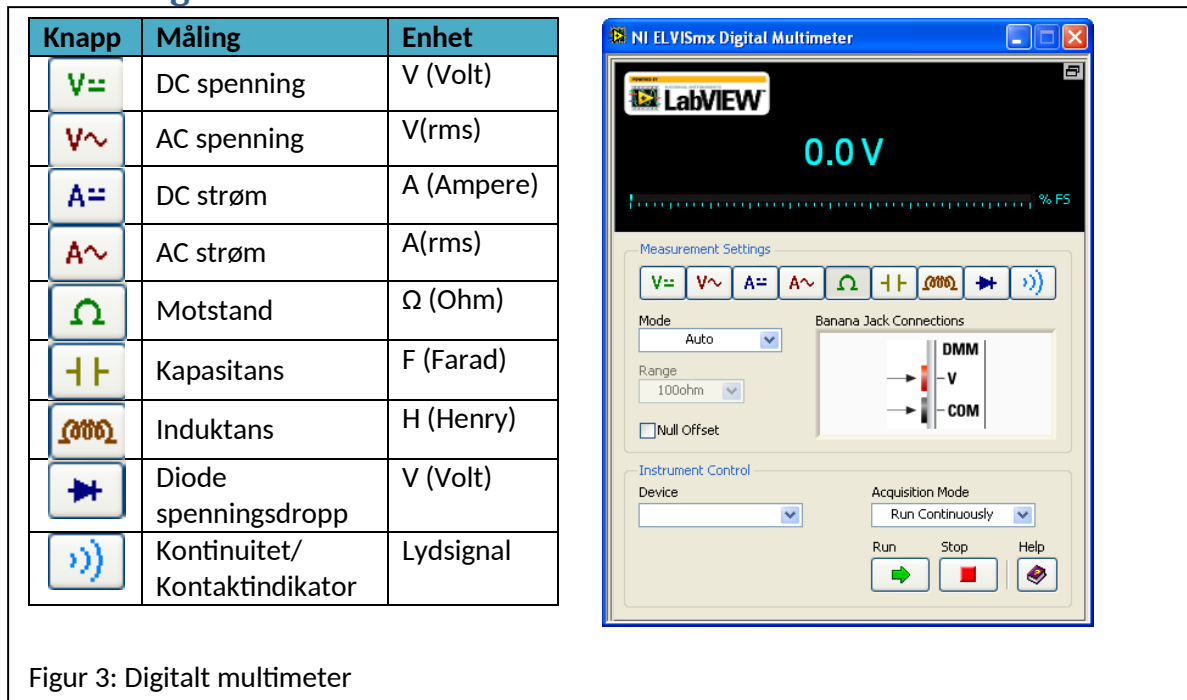 Knapp Måling Enhet
V DC spenning V (Volt)
V AC spenning V(rms)
A DC strøm A (Ampere)
A AC strøm A(rms)
Ω Motstand Ω (Ohm)
Kapasitans F (Farad)
Induktans H (Henry)
Diode V (Volt)
spenningsdropp
Kontinuitet/ Lydsignal
Kontaktindikator
NI ELVISmx Digital Multimeter
POWERED BY
LabVIEW
0.0 V
% FS
Measurement Settings
V V A A Ω
Mode
Auto
Range
100ohm
Null Offset
Banana Jack Connections
DMM
V
COM
Instrument Control
Device
Acquisition Mode
Run Continuously
Run Stop Help
Figur 3: Digitalt multimeter